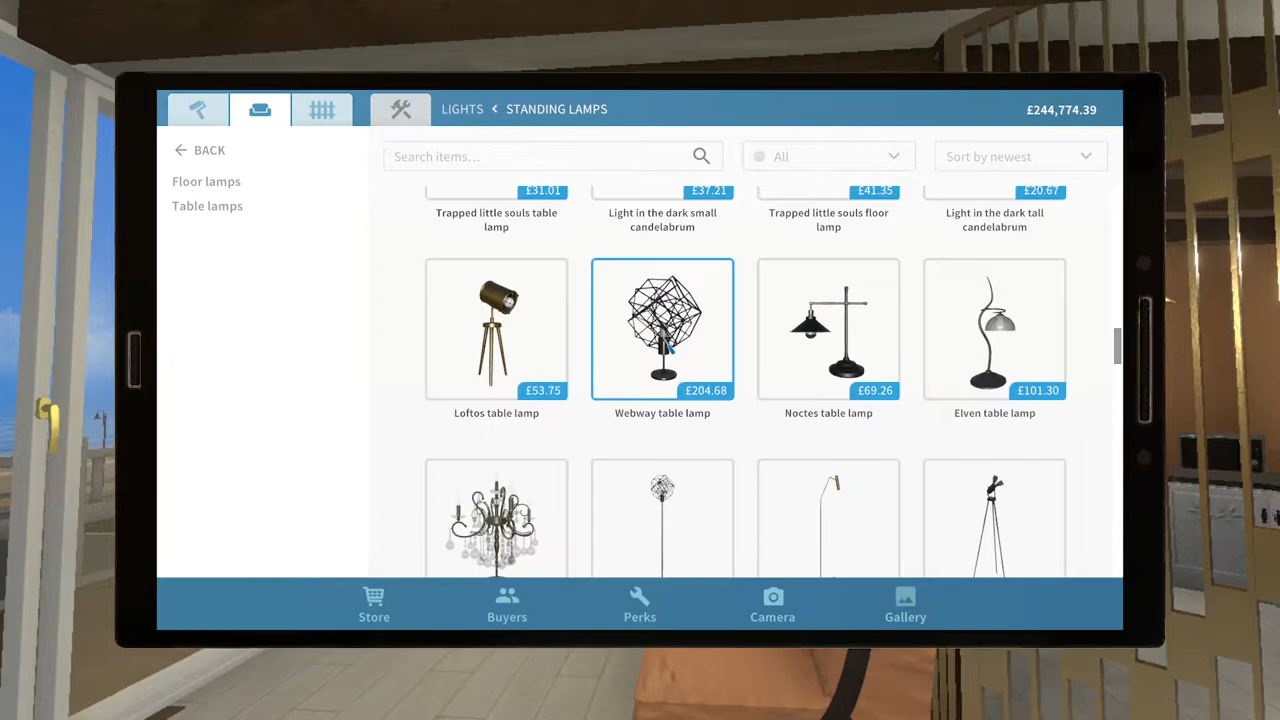 LIGHTS < STANDING LAMPS
£244,774.39
BACK
Search items...
All
Sort by newest
Floor lamps
Table lamps
£31.01
£37.21
£41.35
£20.67
Trapped little souls table
lamp
Light in the dark small
candelabrum
Trapped little souls floor
lamp
Light in the dark tall
candelabrum
£53.75
£204.68
£69.26
£101.30
Loftos table lamp
Webway table lamp
Noctes table lamp
Elven table lamp
Store
Buyers
Perks
Camera
Gallery